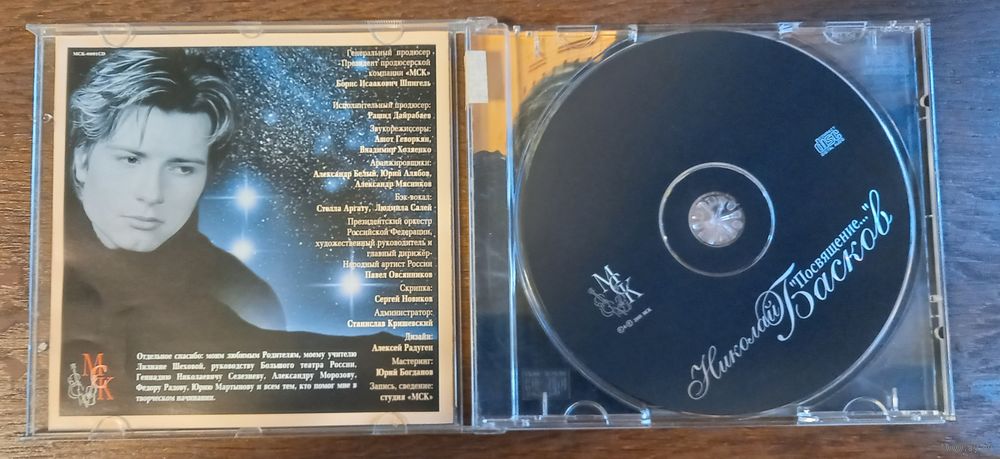 МСК-0001CD
Генеральный продюсер
Президент продюсерской
компании «МСК»
Борис Исаакович Шпигель
Исполнительный продюсер:
Рашид Дайрабаев
Звукорежиссеры:
Ашот Геворкян,
Владимир Хозяенко
Аранжировщики:
Александр Белый, Юрий Алябов,
Александр Мясников
Бэк-вокал:
Стелла Аргату, Людмила Салей
Президентский оркестр
Российской Федерации,
художественный руководитель и
главный дирижёр-
Народный артист России
Павел Овсянников
Скрипка:
Сергей Новиков
Администратор:
Станислав Кришевский
Дизайн:
Алексей Радуген
Мастеринг:
Юрий Богданов
Запись, сведение:
студия «МСК»
Отдельное спасибо: моим любимым Родителям, моему учителю
Лилиане Шеховой, руководству Большого театра России,
Геннадию Николаевичу Селезневу, Александру Морозову,
Федору Радову, Юрию Мартынову и всем тем, кто помог мне в
творческом начинании.
МСК
disc
МСК
"Посвящение..."
Николай Басков